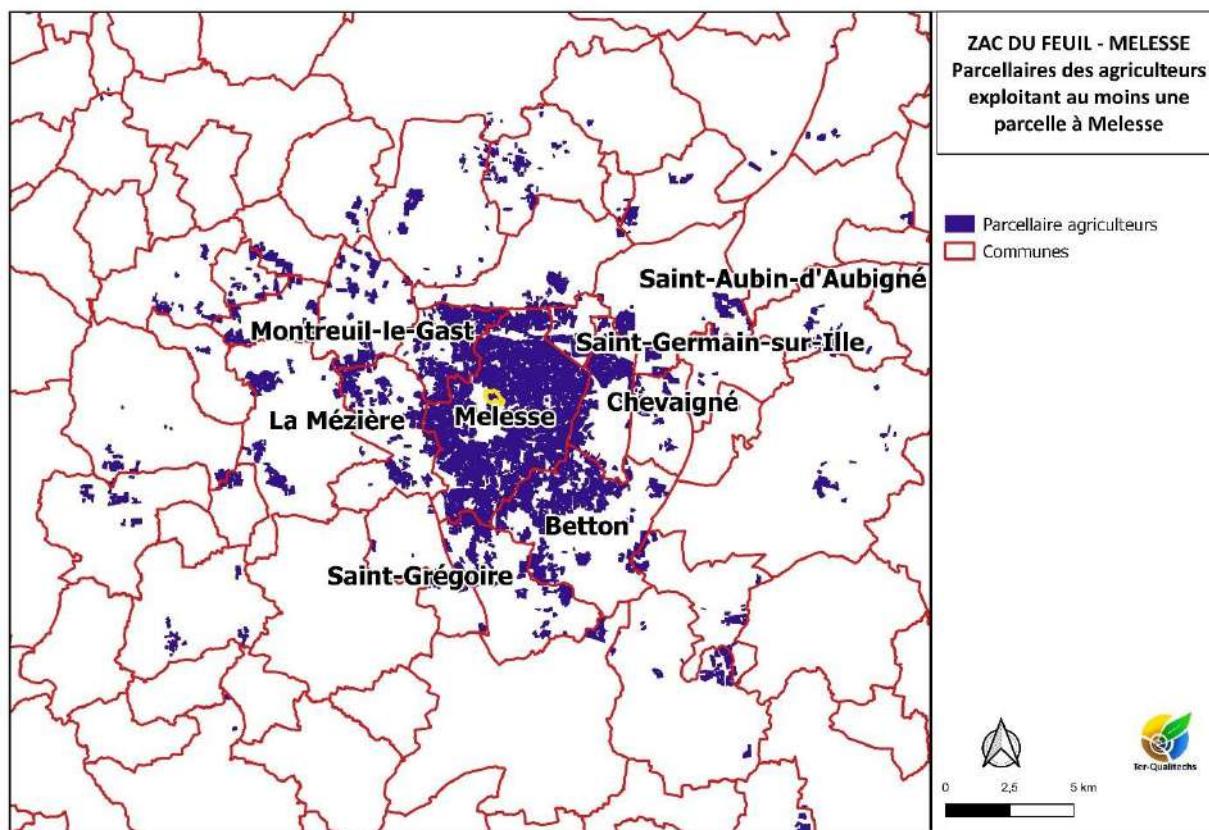 ZAC DU FEUIL - MELESSE
Parcellaires des agriculteurs
exploitant au moins une
parcelle à Melesse
Parcellaire agriculteurs
Communes
Saint-Aubin-d'Aubigné
Montreuil-le-Gast
Saint-Germain-sur-Ille
Chevaigné
La Mézière
Melesse
Betton
Saint-Grégoire
Ter-Qualitechs
0 2,5 5 km